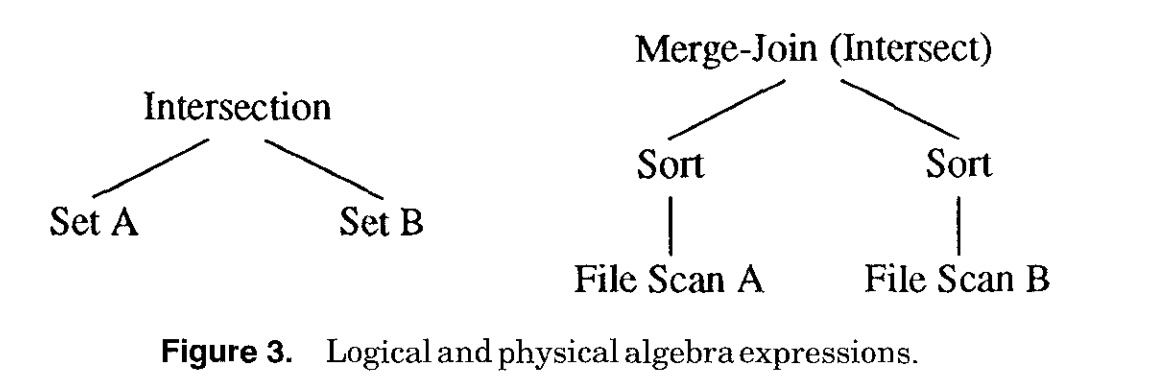 Merge-Join (Intersect)
Intersection
Sort Sort
Set A Set B
File Scan A File Scan B
Figure 3. Logical and physical algebra expressions.